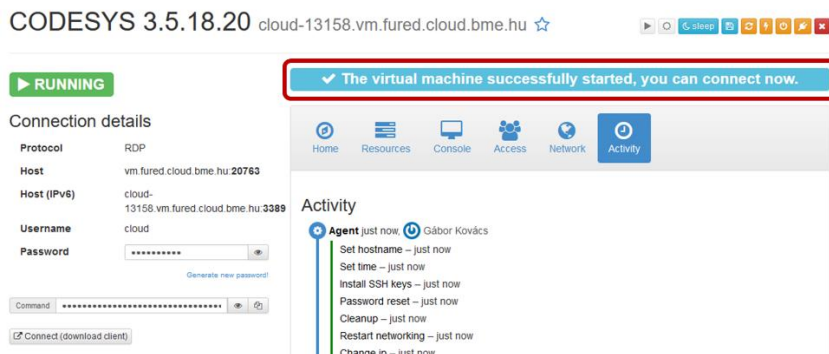 CODESYS 3.5.18.20 cloud-13158.vm.fured.cloud.bme.hu
sleep
RUNNING
The virtual machine successfully started, you can connect now.
Connection details
Protocol RDP
Host vm.fured.cloud.bme.hu:20763
Host (IPv6) cloud-
13158.vm.fured.cloud.bme.hu:3389
Username cloud
Password ••••••••••
Generate new password!
Command
Connect (download client)
Home Resources Console Access Network Activity
Activity
Agent just now, Gábor Kovács
Set hostname – just now
Set time – just now
Install SSH keys – just now
Password reset – just now
Cleanup – just now
Restart networking – just now
Change ip – just now